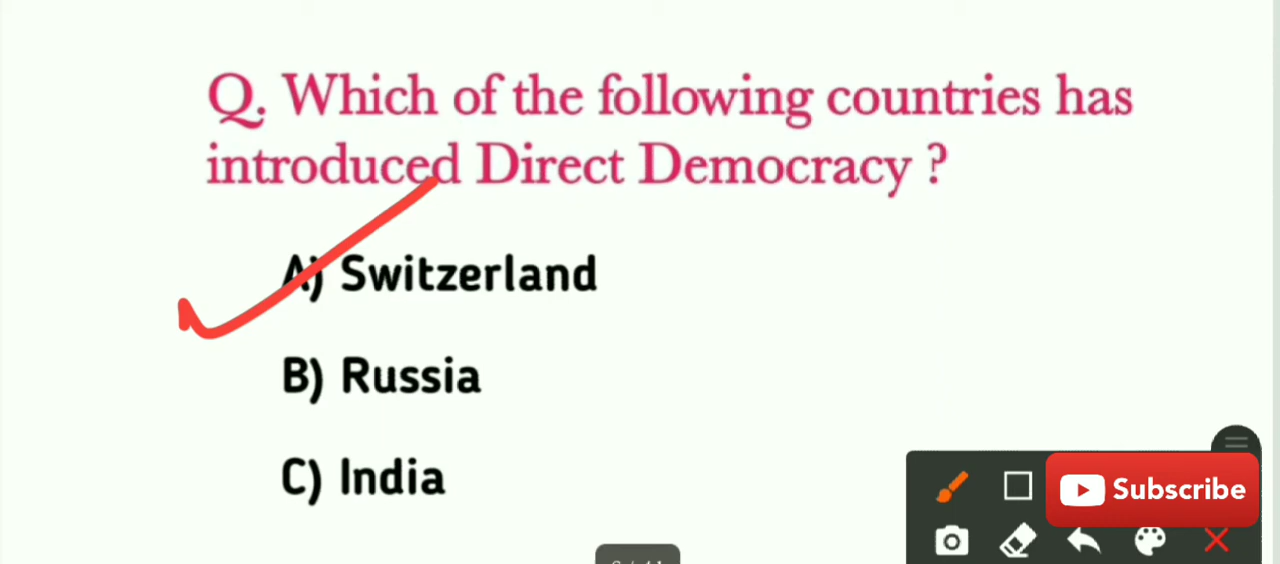 Q. Which of the following countries has
introduced Direct Democracy ?
A) Switzerland
B) Russia
C) India
Subscribe